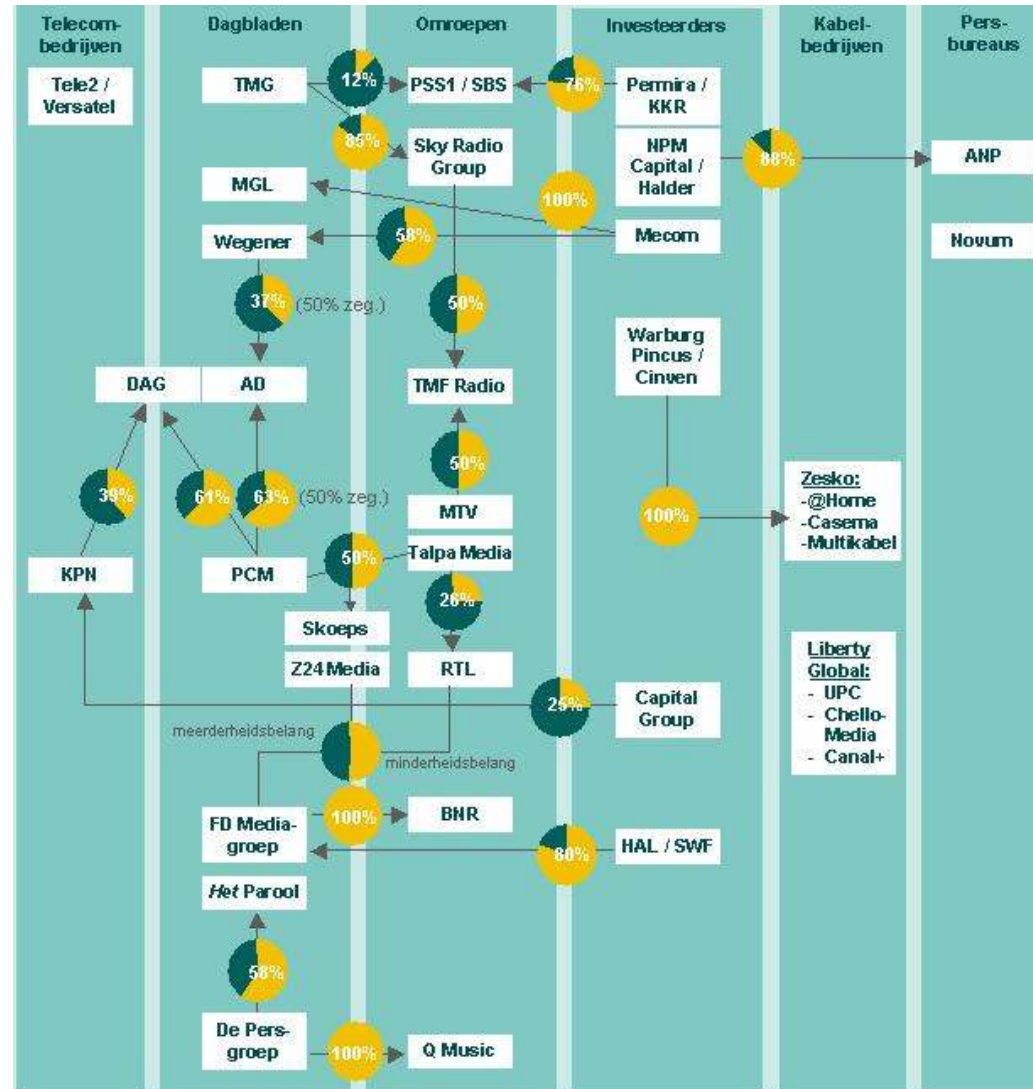 Telecom-
bedrijven
Dagbladen
Omroepen
Investeerders
Kabel-
bedrijven
Pers-
bureaus
Tele2 /
Versatel
TMG
12%
PSS1 / SBS
76%
Permira /
KKR
85%
Sky Radio
Group
NPM
Capital /
Halder
88%
ANP
MGL
100%
Wegener
58%
Mecom
Novum
37%
(50% zeg.)
50%
Warburg
Pincus /
Cinven
DAG
AD
TMF Radio
39%
61%
63%
(50% zeg.)
50%
MTV
100%
Zesko:
-@Home
-Casema
-Multikabel
KPN
PCM
50%
Talpa Media
26%
Skoeps
Z24 Media
RTL
Liberty
Global:
- UPC
- Chello-
Media
- Canal+
25%
Capital
Group
meerderheidsbelang
minderheidsbelang
FD Media-
groep
100%
BNR
80%
HAL / SWF
Het Parool
58%
De Pers-
groep
100%
Q Music